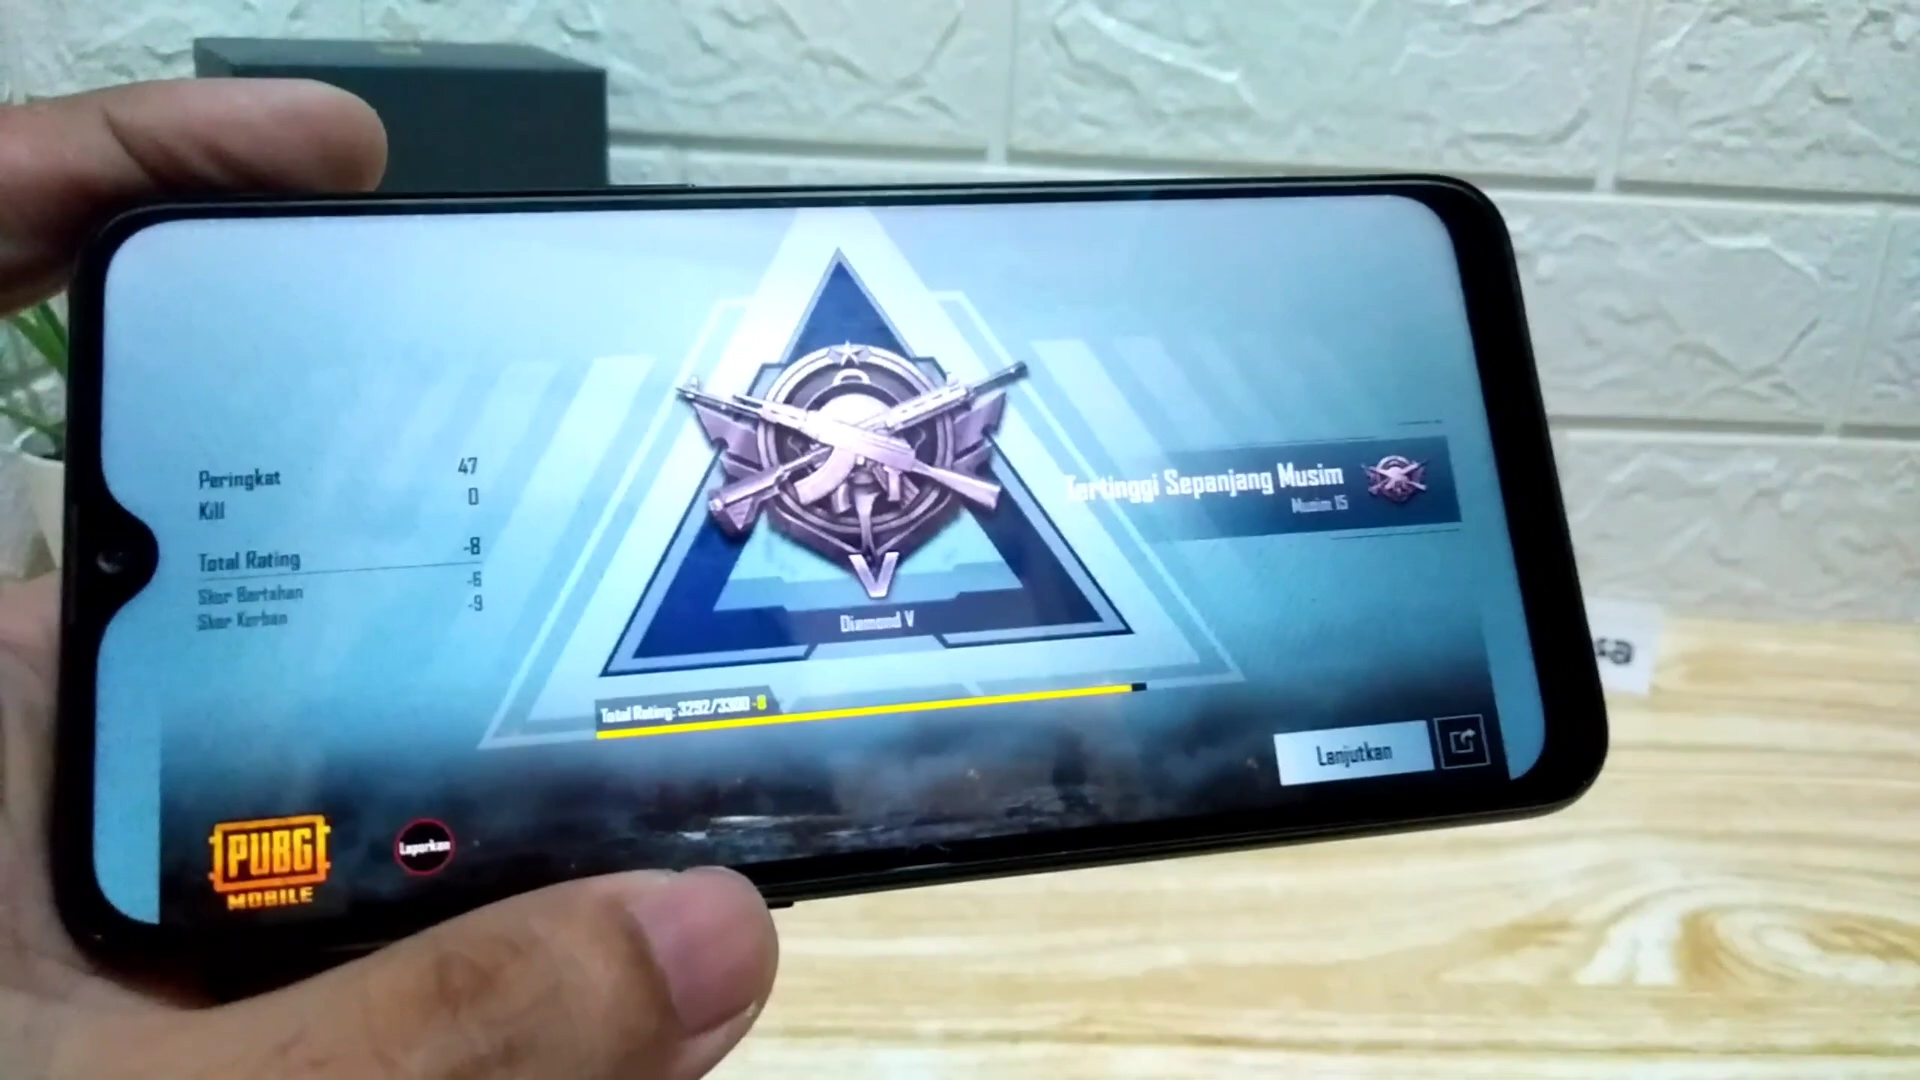 Peringkat 47
Kill 0
Total Rating -8
Skor Bertahan -6
Skor Korban -9
V
Diamond V
Total Rating: 3292/3300 -8
Tertinggi Sepanjang Musim
Musim 15
Lanjutkan
PUBG
MOBILE
Laporkan